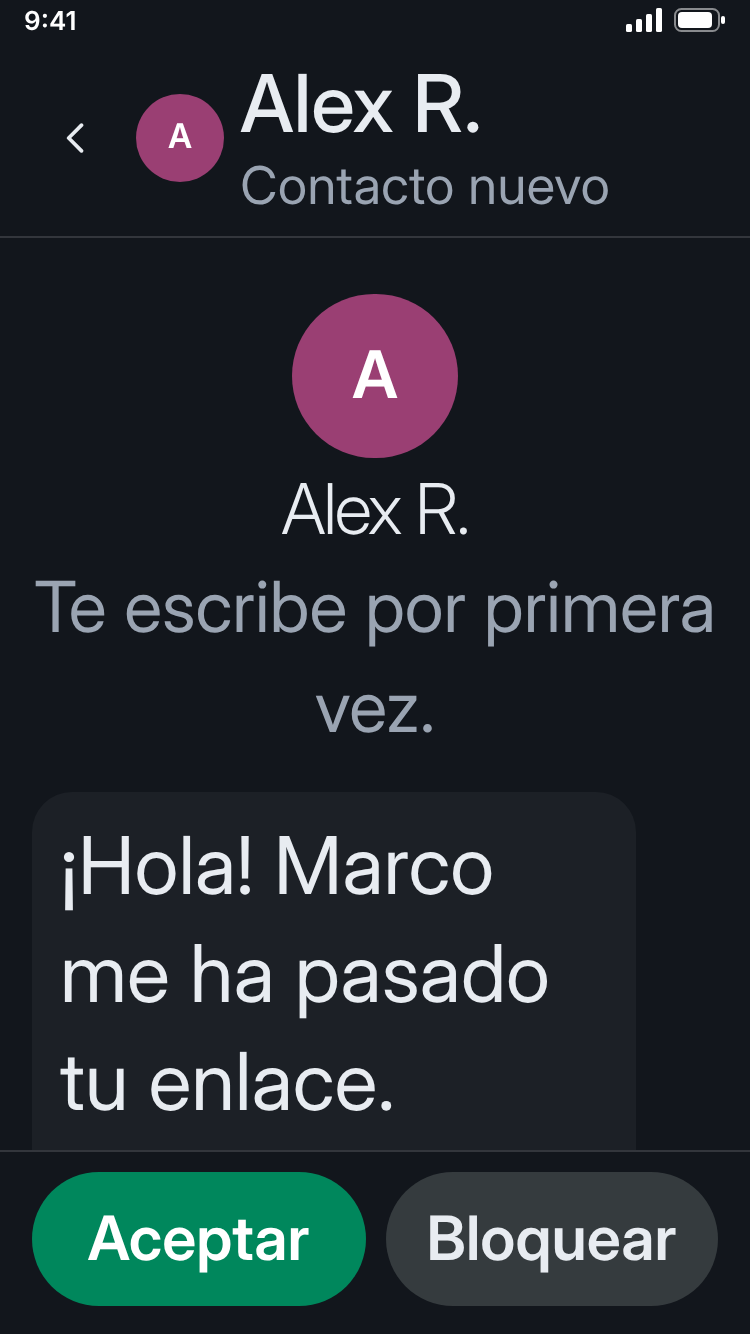 9:41
A
Alex R.
Contacto nuevo
A
Alex R.
Te escribe por primera
vez.
¡Hola! Marco
me ha pasado
tu enlace.
Aceptar
Bloquear